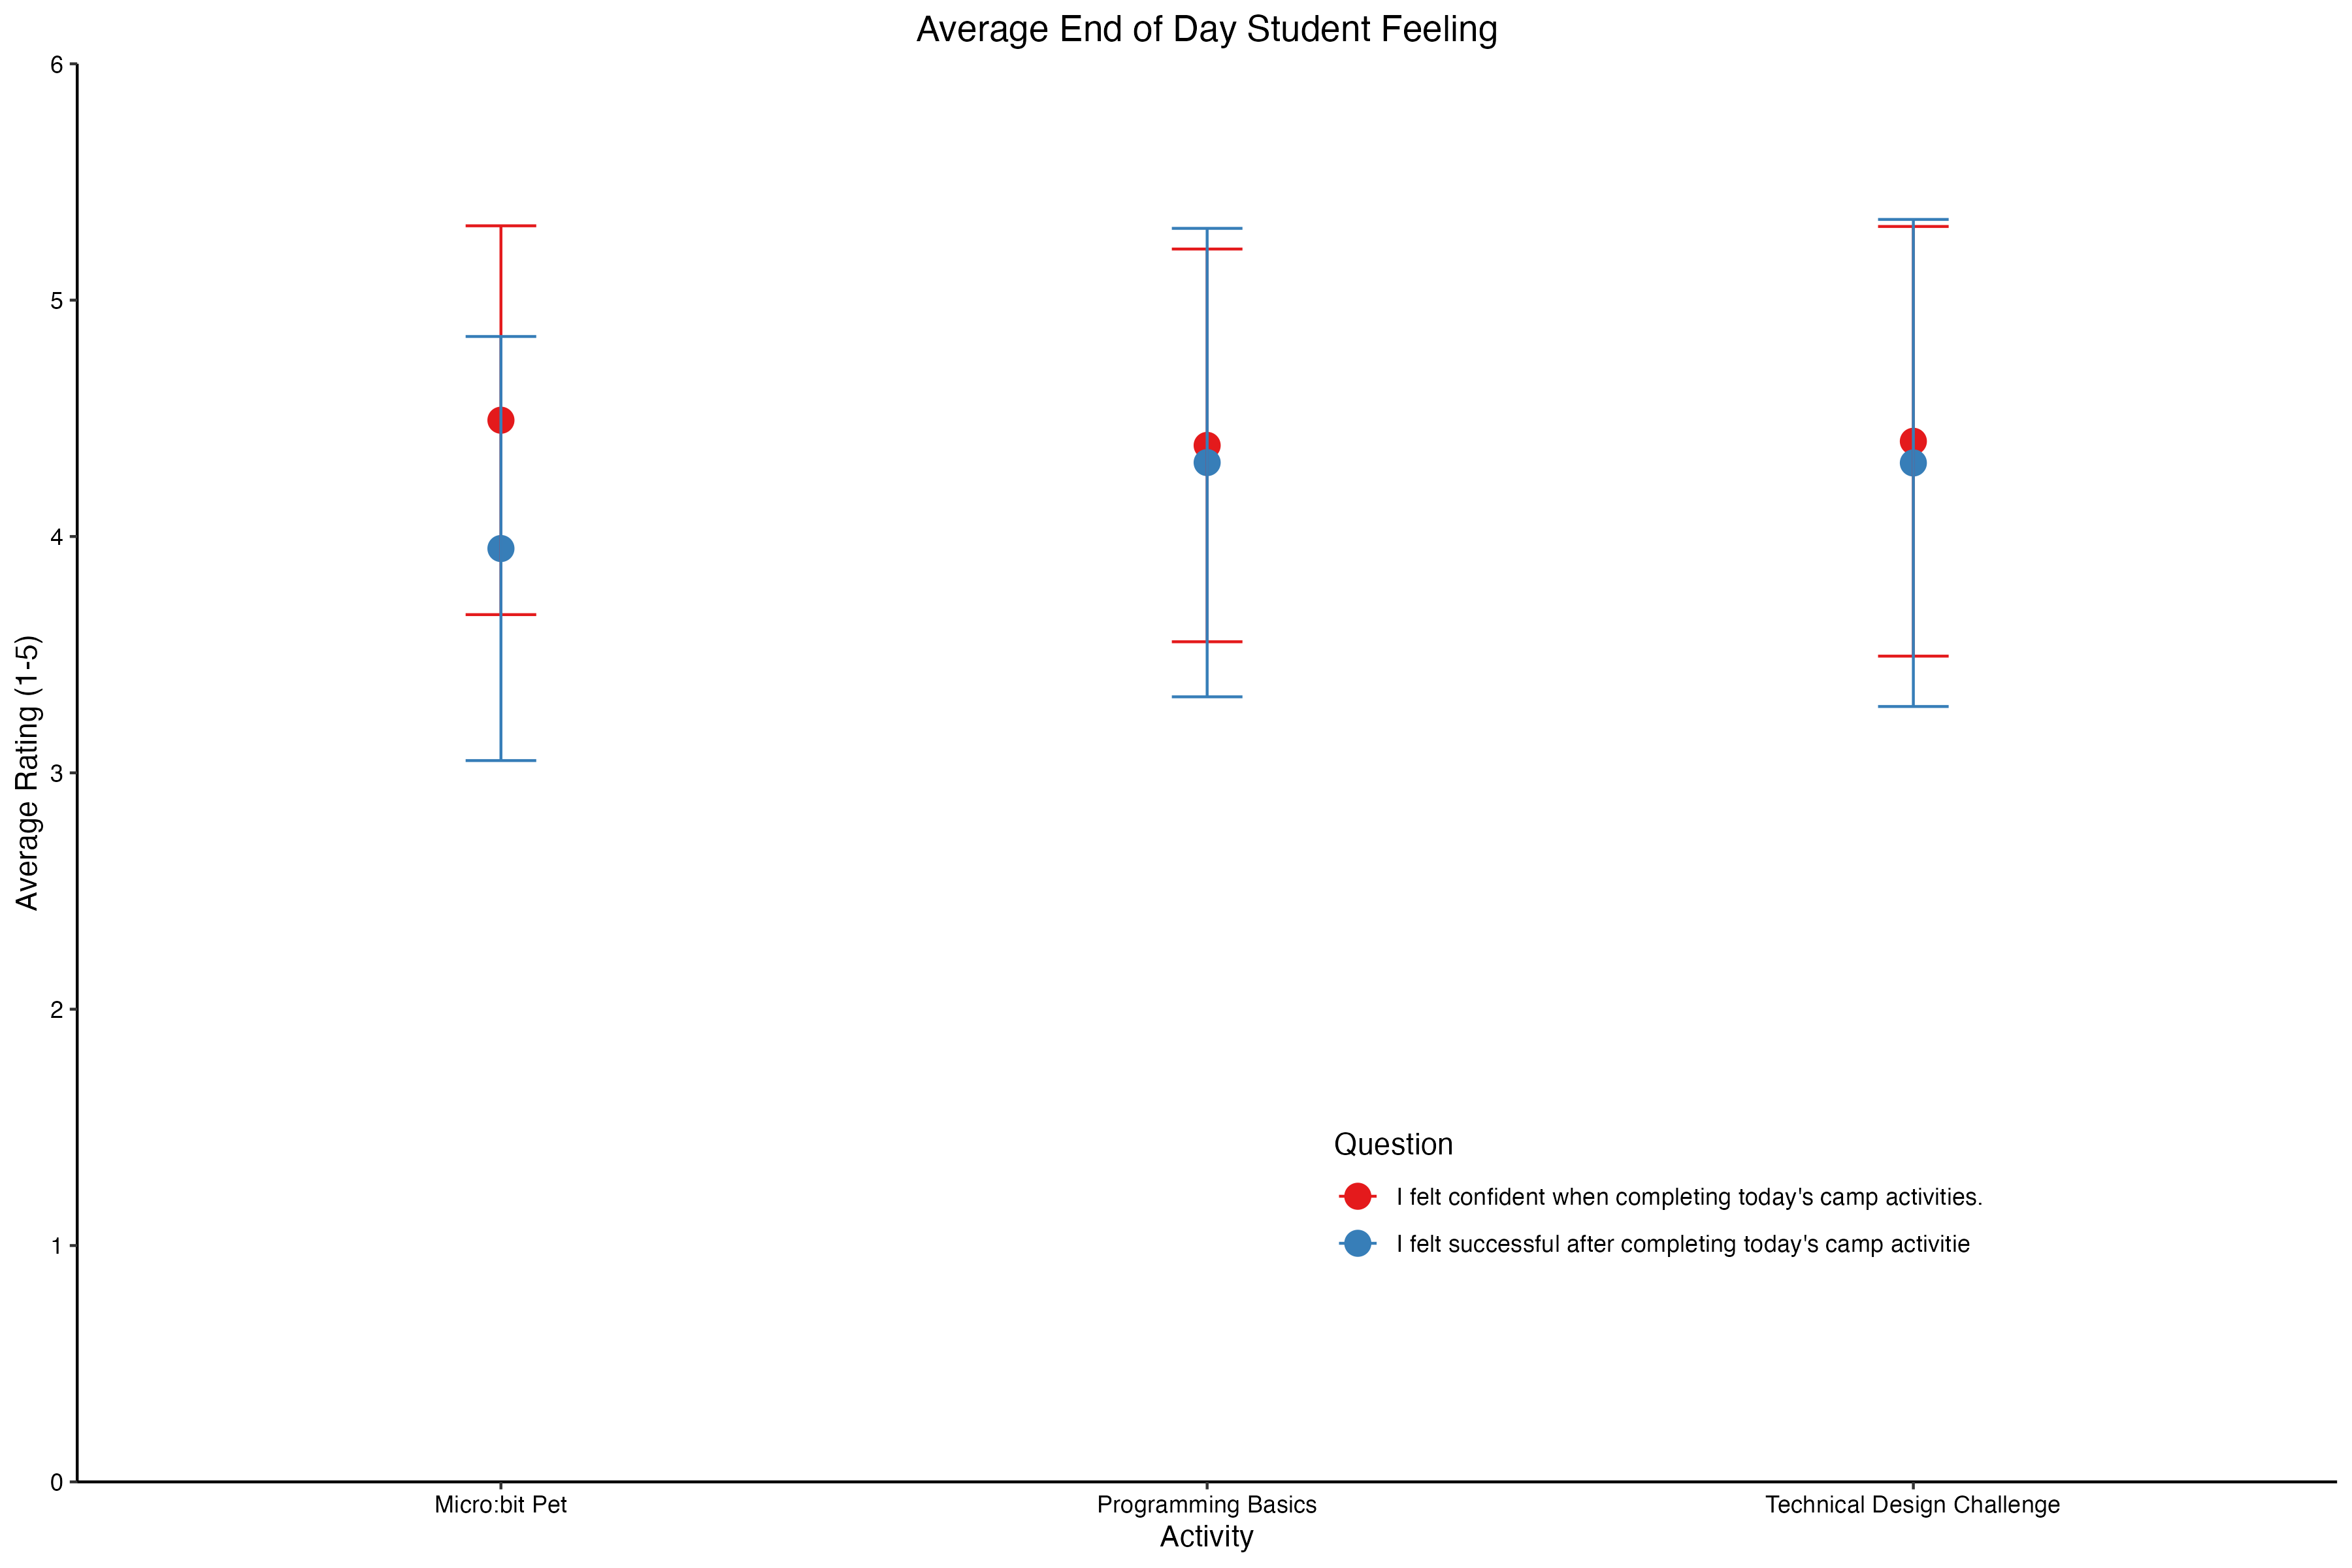 Average End of Day Student Feeling
6
5
4
3
2
1
0
Average Rating (1-5)
Micro:bit Pet
Programming Basics
Technical Design Challenge
Activity
Question
I felt confident when completing today's camp activities.
I felt successful after completing today's camp activitie